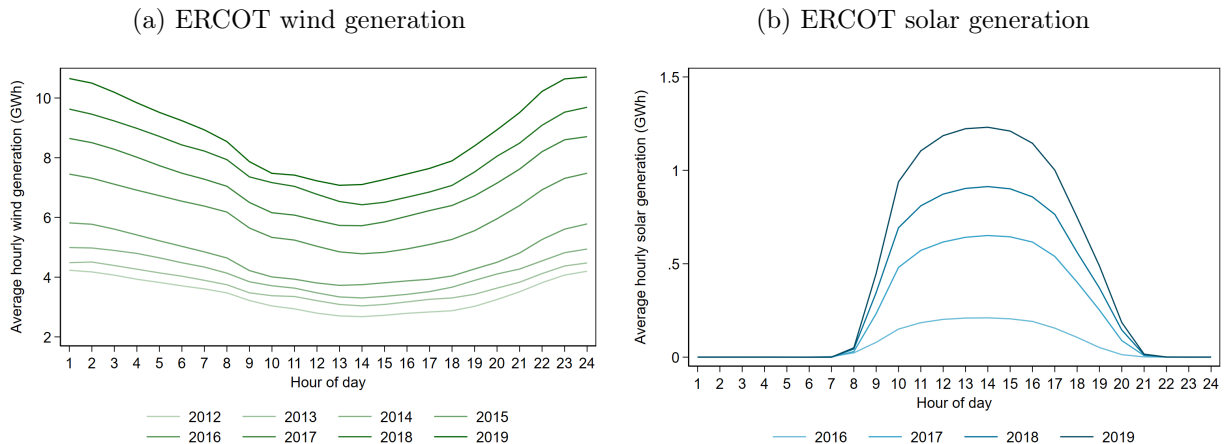 (a) ERCOT wind generation
Average hourly wind generation (GWh)
10
8
6
4
2
1 2 3 4 5 6 7 8 9 10 11 12 13 14 15 16 17 18 19 20 21 22 23 24
Hour of day
2012 2013 2014 2015
2016 2017 2018 2019
(b) ERCOT solar generation
Average hourly solar generation (GWh)
1.5
1
.5
0
1 2 3 4 5 6 7 8 9 10 11 12 13 14 15 16 17 18 19 20 21 22 23 24
Hour of day
2016 2017 2018 2019